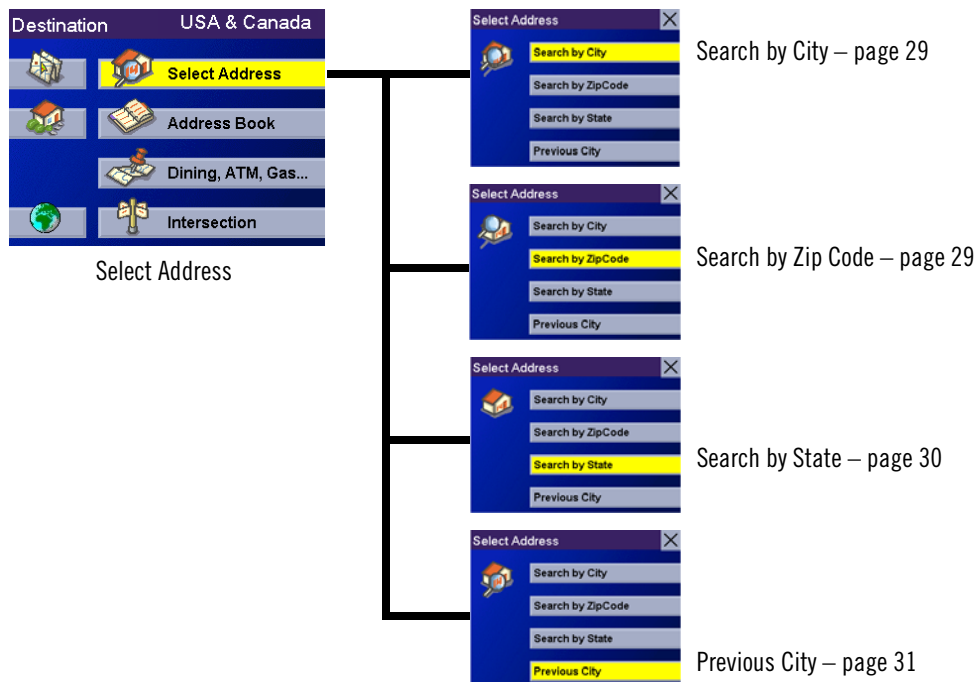 Destination USA & Canada
Select Address
Address Book
Dining, ATM, Gas...
Intersection
Select Address
Select Address
Search by City
Search by ZipCode
Search by State
Previous City
Search by City – page 29
Select Address
Search by City
Search by ZipCode
Search by State
Previous City
Search by Zip Code – page 29
Select Address
Search by City
Search by ZipCode
Search by State
Previous City
Search by State – page 30
Select Address
Search by City
Search by ZipCode
Search by State
Previous City
Previous City – page 31